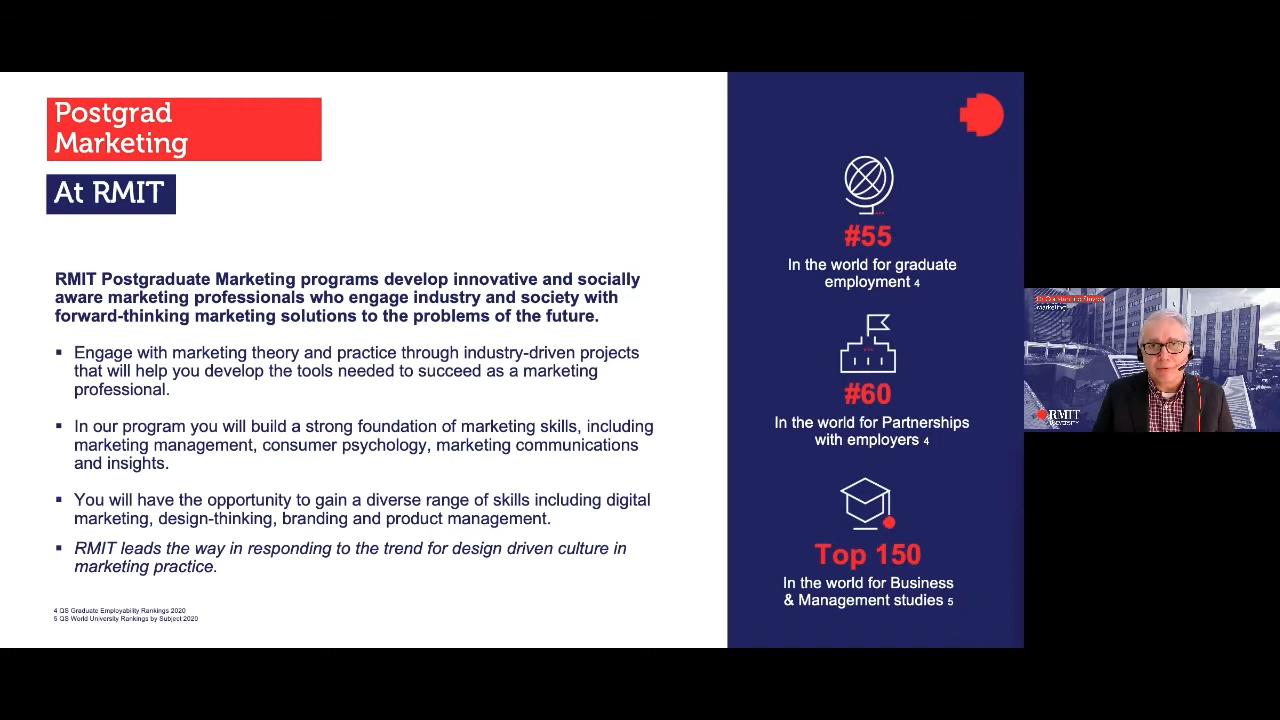 Postgrad
Marketing
At RMIT
RMIT Postgraduate Marketing programs develop innovative and socially
aware marketing professionals who engage industry and society with
forward-thinking marketing solutions to the problems of the future.
▪ Engage with marketing theory and practice through industry-driven projects
that will help you develop the tools needed to succeed as a marketing
professional.
▪ In our program you will build a strong foundation of marketing skills, including
marketing management, consumer psychology, marketing communications
and insights.
▪ You will have the opportunity to gain a diverse range of skills including digital
marketing, design-thinking, branding and product management.
▪ RMIT leads the way in responding to the trend for design driven culture in
marketing practice.
4 QS Graduate Employability Rankings 2020
5 QS World University Rankings by Subject 2020
#55
In the world for graduate
employment 4
#60
In the world for Partnerships
with employers 4
Top 150
In the world for Business
& Management studies 5
Marketing
RMIT
UNIVERSITY